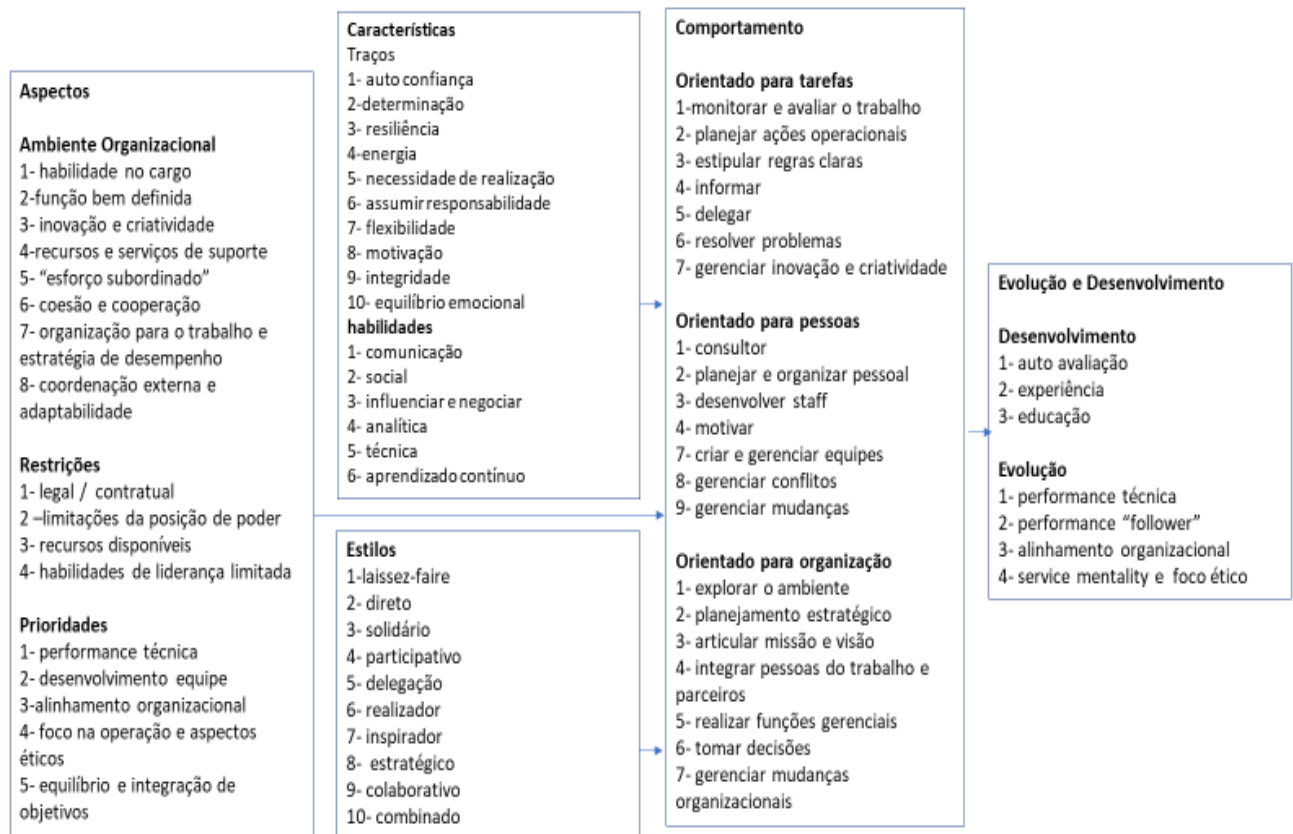 Aspectos
Ambiente Organizacional
1- habilidade no cargo
2-função bem definida
3- inovação e criatividade
4-recursos e serviços de suporte
5- “esforço subordinado”
6- coesão e cooperação
7- organização para o trabalho e
estratégia de desempenho
8- coordenação externa e
adaptabilidade
Restrições
1- legal / contratual
2 –limitações da posição de poder
3- recursos disponíveis
4- habilidades de liderança limitada
Prioridades
1- performance técnica
2- desenvolvimento equipe
3-alinhamento organizacional
4- foco na operação e aspectos
éticos
5- equilíbrio e integração de
objetivos
Características
Traços
1- auto confiança
2-determinação
3- resiliência
4-energia
5- necessidade de realização
6- assumir responsabilidade
7- flexibilidade
8- motivação
9- integridade
10- equilíbrio emocional
habilidades
1- comunicação
2- social
3- influenciar e negociar
4- analítica
5- técnica
6- aprendizado contínuo
Estilos
1-laissez-faire
2- direto
3- solidário
4- participativo
5- delegação
6- realizador
7- inspirador
8- estratégico
9- colaborativo
10- combinado
Comportamento
Orientado para tarefas
1-monitorar e avaliar o trabalho
2- planejar ações operacionais
3- estipular regras claras
4- informar
5- delegar
6- resolver problemas
7- gerenciar inovação e criatividade
Orientado para pessoas
1- consultor
2- planejar e organizar pessoal
3- desenvolver staff
4- motivar
7- criar e gerenciar equipes
8- gerenciar conflitos
9- gerenciar mudanças
Orientado para organização
1- explorar o ambiente
2- planejamento estratégico
3- articular missão e visão
4- integrar pessoas do trabalho e
parceiros
5- realizar funções gerenciais
6- tomar decisões
7- gerenciar mudanças
organizacionais
Evolução e Desenvolvimento
Desenvolvimento
1- auto avaliação
2- experiência
3- educação
Evolução
1- performance técnica
2- performance “follower”
3- alinhamento organizacional
4- service mentality e foco ético